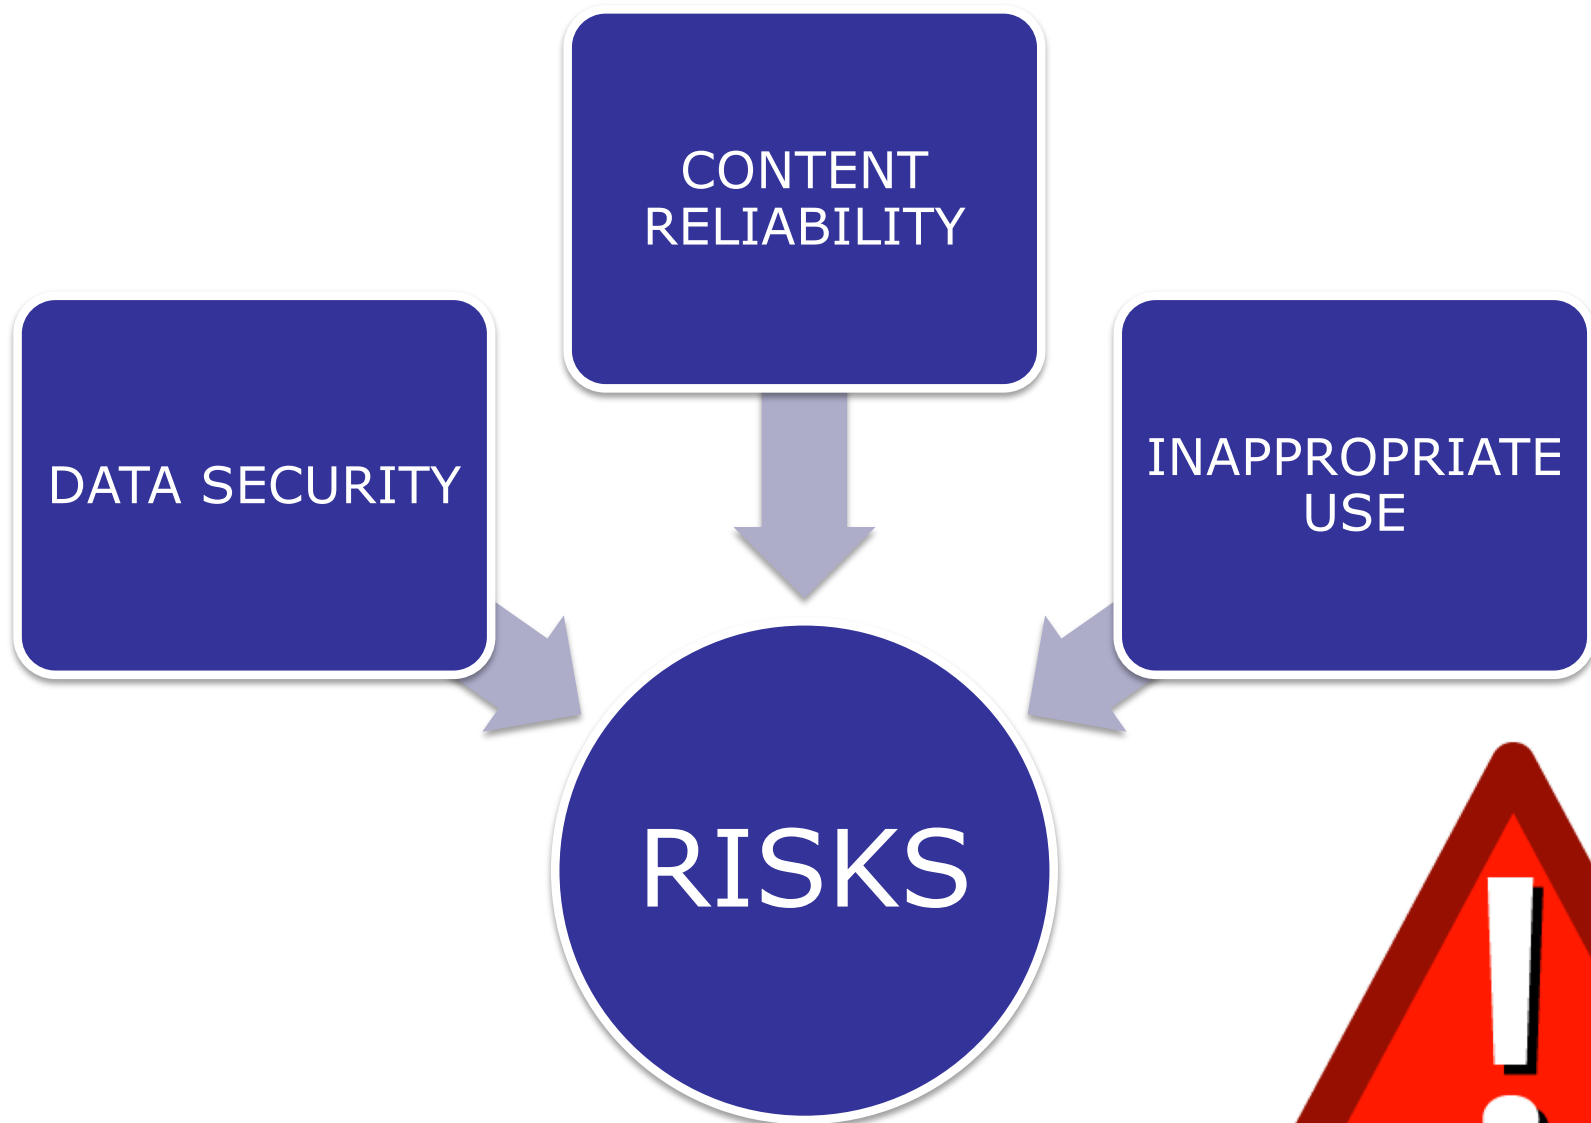 CONTENT
RELIABILITY
DATA SECURITY
INAPPROPRIATE
USE
RISKS
!